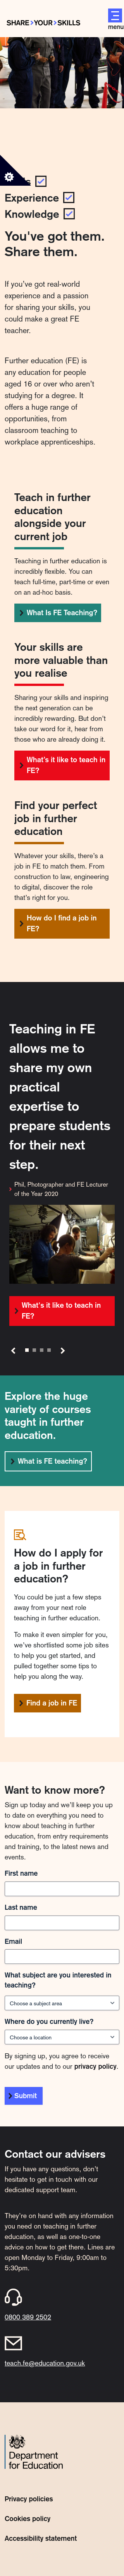 SHARE›YOUR›SKILLS
menu
Experience
Knowledge
You've got them.
Share them.
If you've got real-world
experience and a passion
for sharing your skills, you
could make a great FE
teacher.
Further education (FE) is
any education for people
aged 16 or over who aren't
studying for a degree. It
offers a huge range of
opportunities, from
classroom teaching to
workplace apprenticeships.
Teach in further
education
alongside your
current job
Teaching in further education is
incredibly flexible. You can
teach full-time, part-time or even
on an ad-hoc basis.
What Is FE Teaching?
Your skills are
more valuable than
you realise
Sharing your skills and inspiring
the next generation can be
incredibly rewarding. But don't
take our word for it, hear from
those who are already doing it.
What's it like to teach in
FE?
Find your perfect
job in further
education
Whatever your skills, there's a
job in FE to match them. From
construction to law, engineering
to digital, discover the role
that's right for you.
How do I find a job in
FE?
Teaching in FE
allows me to
share my own
practical
expertise to
prepare students
for their next
step.
Phil, Photographer and FE Lecturer
of the Year 2020
What's it like to teach in
FE?
Explore the huge
variety of courses
taught in further
education.
What is FE teaching?
How do I apply for
a job in further
education?
You could be just a few steps
away from your next role
teaching in further education.
To make it even simpler for you,
we've shortlisted some job sites
to help you get started, and
pulled together some tips to
help you along the way.
Find a job in FE
Want to know more?
Sign up today and we'll keep you up
to date on everything you need to
know about teaching in further
education, from entry requirements
and training, to the latest news and
events.
First name
Last name
Email
What subject are you interested in
teaching?
Choose a subject area
Where do you currently live?
Choose a location
By signing up, you agree to receive
our updates and to our privacy policy.
Submit
Contact our advisers
If you have any questions, don't
hesitate to get in touch with our
dedicated support team.
They're on hand with any information
you need on teaching in further
education, as well as one-to-one
advice on how to get there. Lines are
open Monday to Friday, 9:00am to
5:30pm.
0800 389 2502
teach.fe@education.gov.uk
Department
for Education
Privacy policies
Cookies policy
Accessibility statement